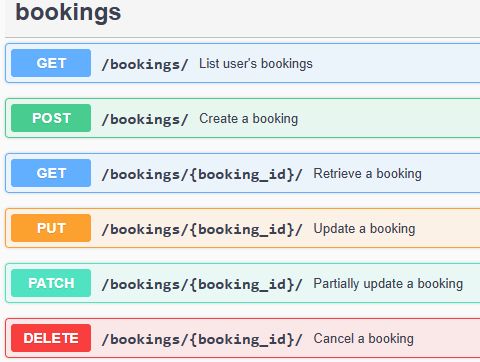 bookings
GET /bookings/ List user's bookings
POST /bookings/ Create a booking
GET /bookings/{booking_id}/ Retrieve a booking
PUT /bookings/{booking_id}/ Update a booking
PATCH /bookings/{booking_id}/ Partially update a booking
DELETE /bookings/{booking_id}/ Cancel a booking